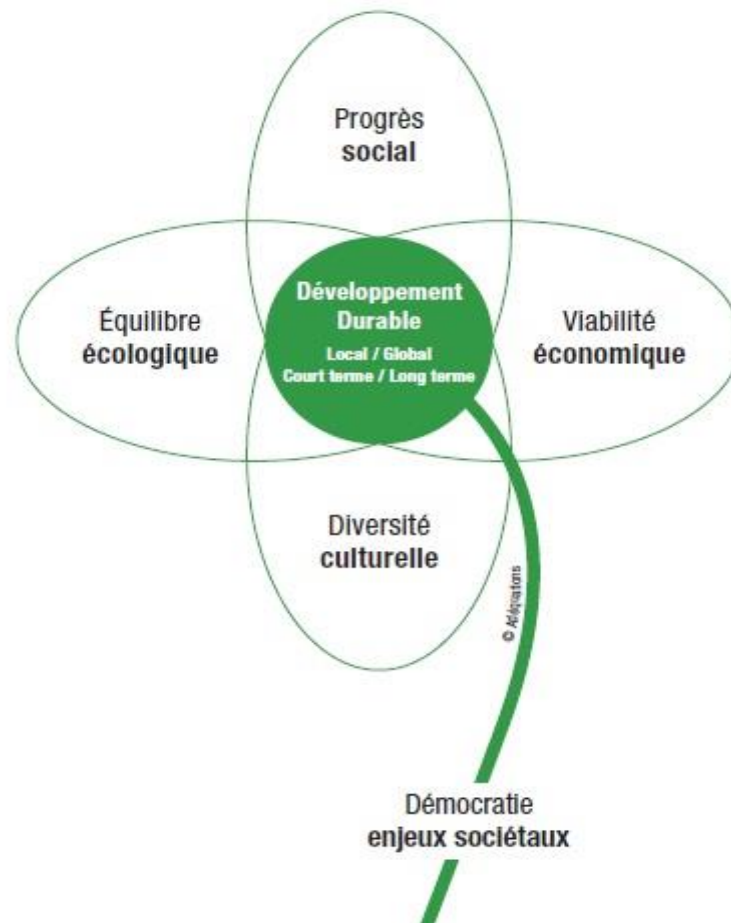 Progrès
social
Équilibre
écologique
Développement
Durable
Local / Global
Court terme / Long terme
Viabilité
économique
Diversité
culturelle
© Adéquations
Démocratie
enjeux sociétaux